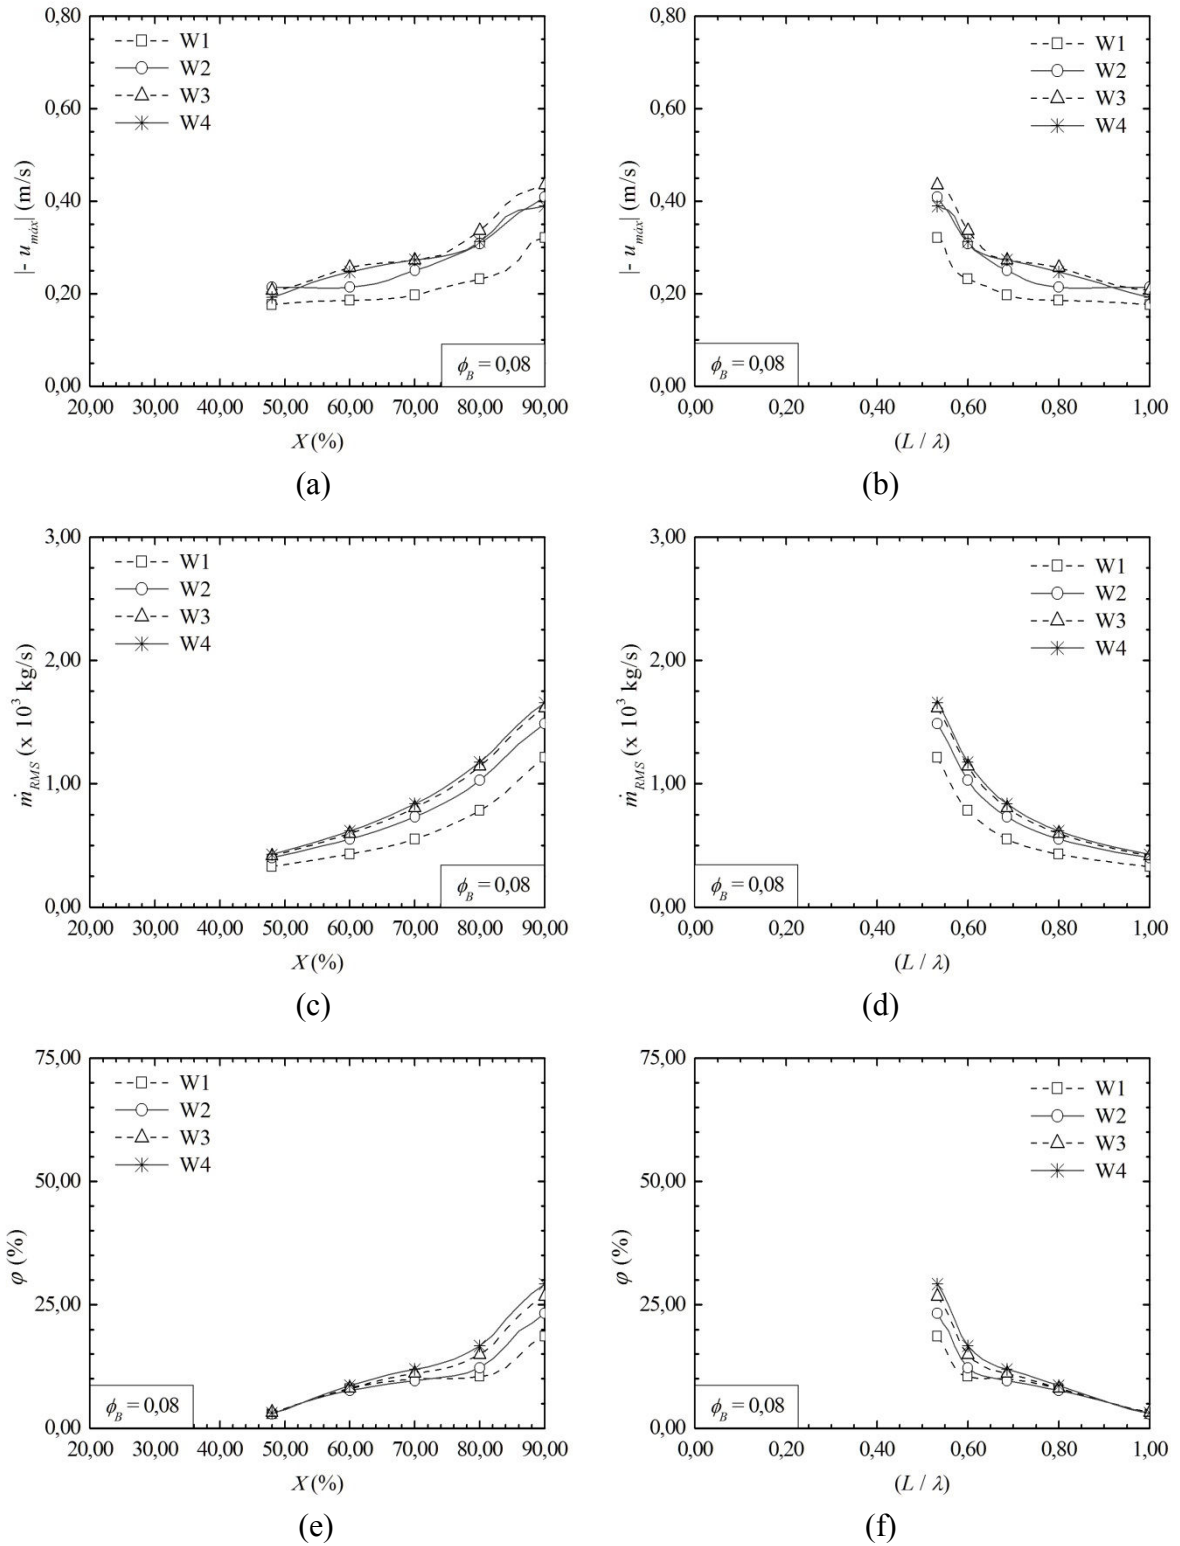 0,80
0,60
0,40
0,20
0,00
|- u_máx| (m/s)
W1
W2
W3
W4
ϕ_B = 0,08
20,00 30,00 40,00 50,00 60,00 70,00 80,00 90,00
X (%)
(a)
0,80
0,60
0,40
0,20
0,00
|- u_máx| (m/s)
W1
W2
W3
W4
ϕ_B = 0,08
0,00 0,20 0,40 0,60 0,80 1,00
(L / λ)
(b)
3,00
2,00
1,00
0,00
ṁ_RMS (x 10³ kg/s)
W1
W2
W3
W4
ϕ_B = 0,08
20,00 30,00 40,00 50,00 60,00 70,00 80,00 90,00
X (%)
(c)
3,00
2,00
1,00
0,00
ṁ_RMS (x 10³ kg/s)
W1
W2
W3
W4
ϕ_B = 0,08
0,00 0,20 0,40 0,60 0,80 1,00
(L / λ)
(d)
75,00
50,00
25,00
0,00
φ (%)
W1
W2
W3
W4
ϕ_B = 0,08
20,00 30,00 40,00 50,00 60,00 70,00 80,00 90,00
X (%)
(e)
75,00
50,00
25,00
0,00
φ (%)
W1
W2
W3
W4
ϕ_B = 0,08
0,00 0,20 0,40 0,60 0,80 1,00
(L / λ)
(f)